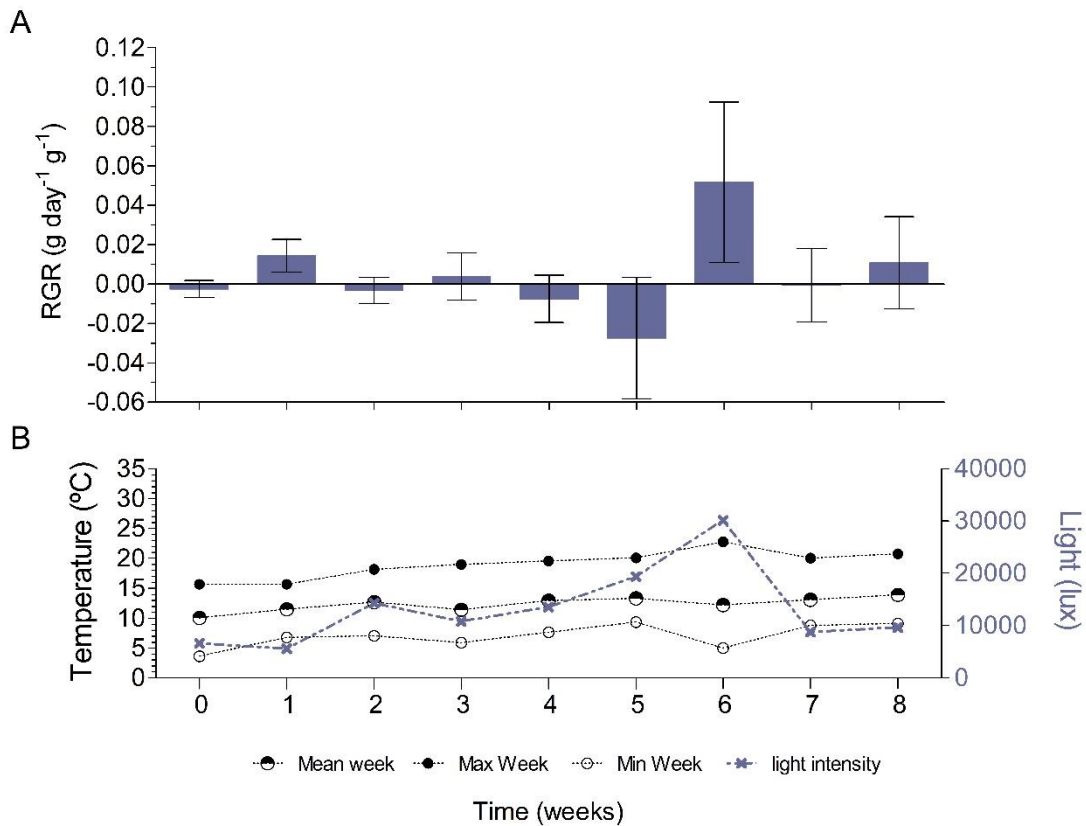 A
RGR (g day⁻¹ g⁻¹)
0.12
0.10
0.08
0.06
0.04
0.02
0.00
-0.02
-0.04
-0.06
B
Temperature (ºC)
35
30
25
20
15
10
5
0
40000
30000
20000
10000
0
Light (lux)
0 1 2 3 4 5 6 7 8
Mean week Max Week Min Week light intensity
Time (weeks)